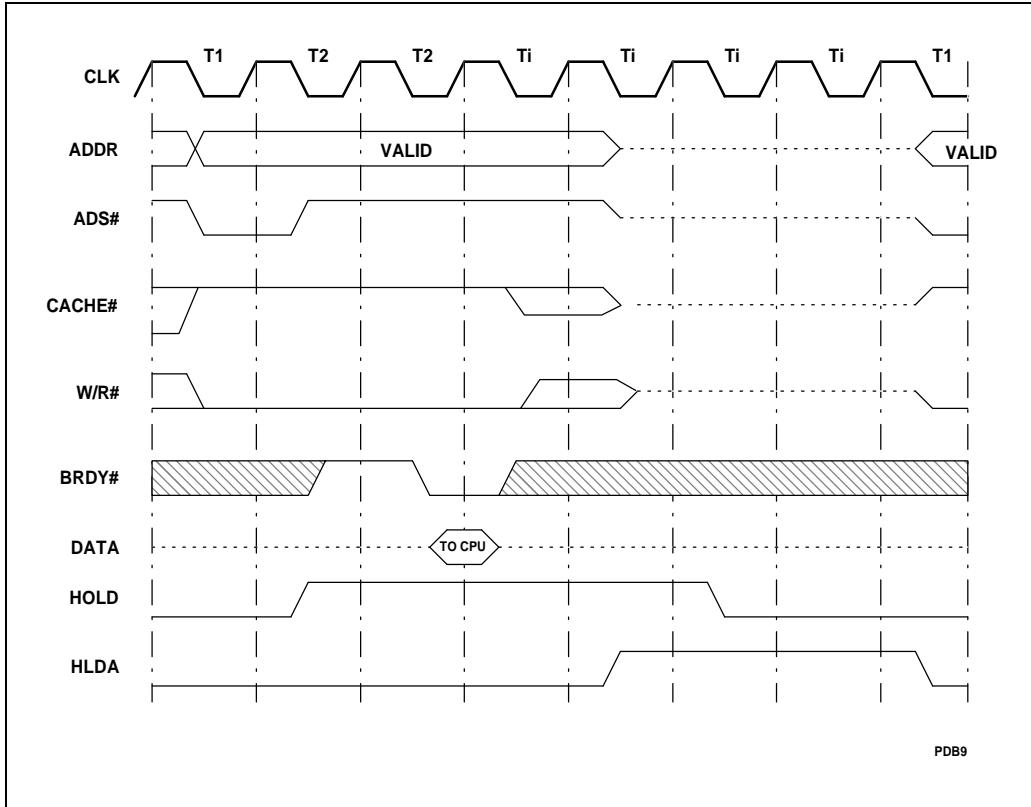 T1 T2 T2 Ti Ti Ti Ti T1
CLK
ADDR VALID VALID
ADS#
CACHE#
W/R#
BRDY#
DATA TO CPU
HOLD
HLDA
PDB9